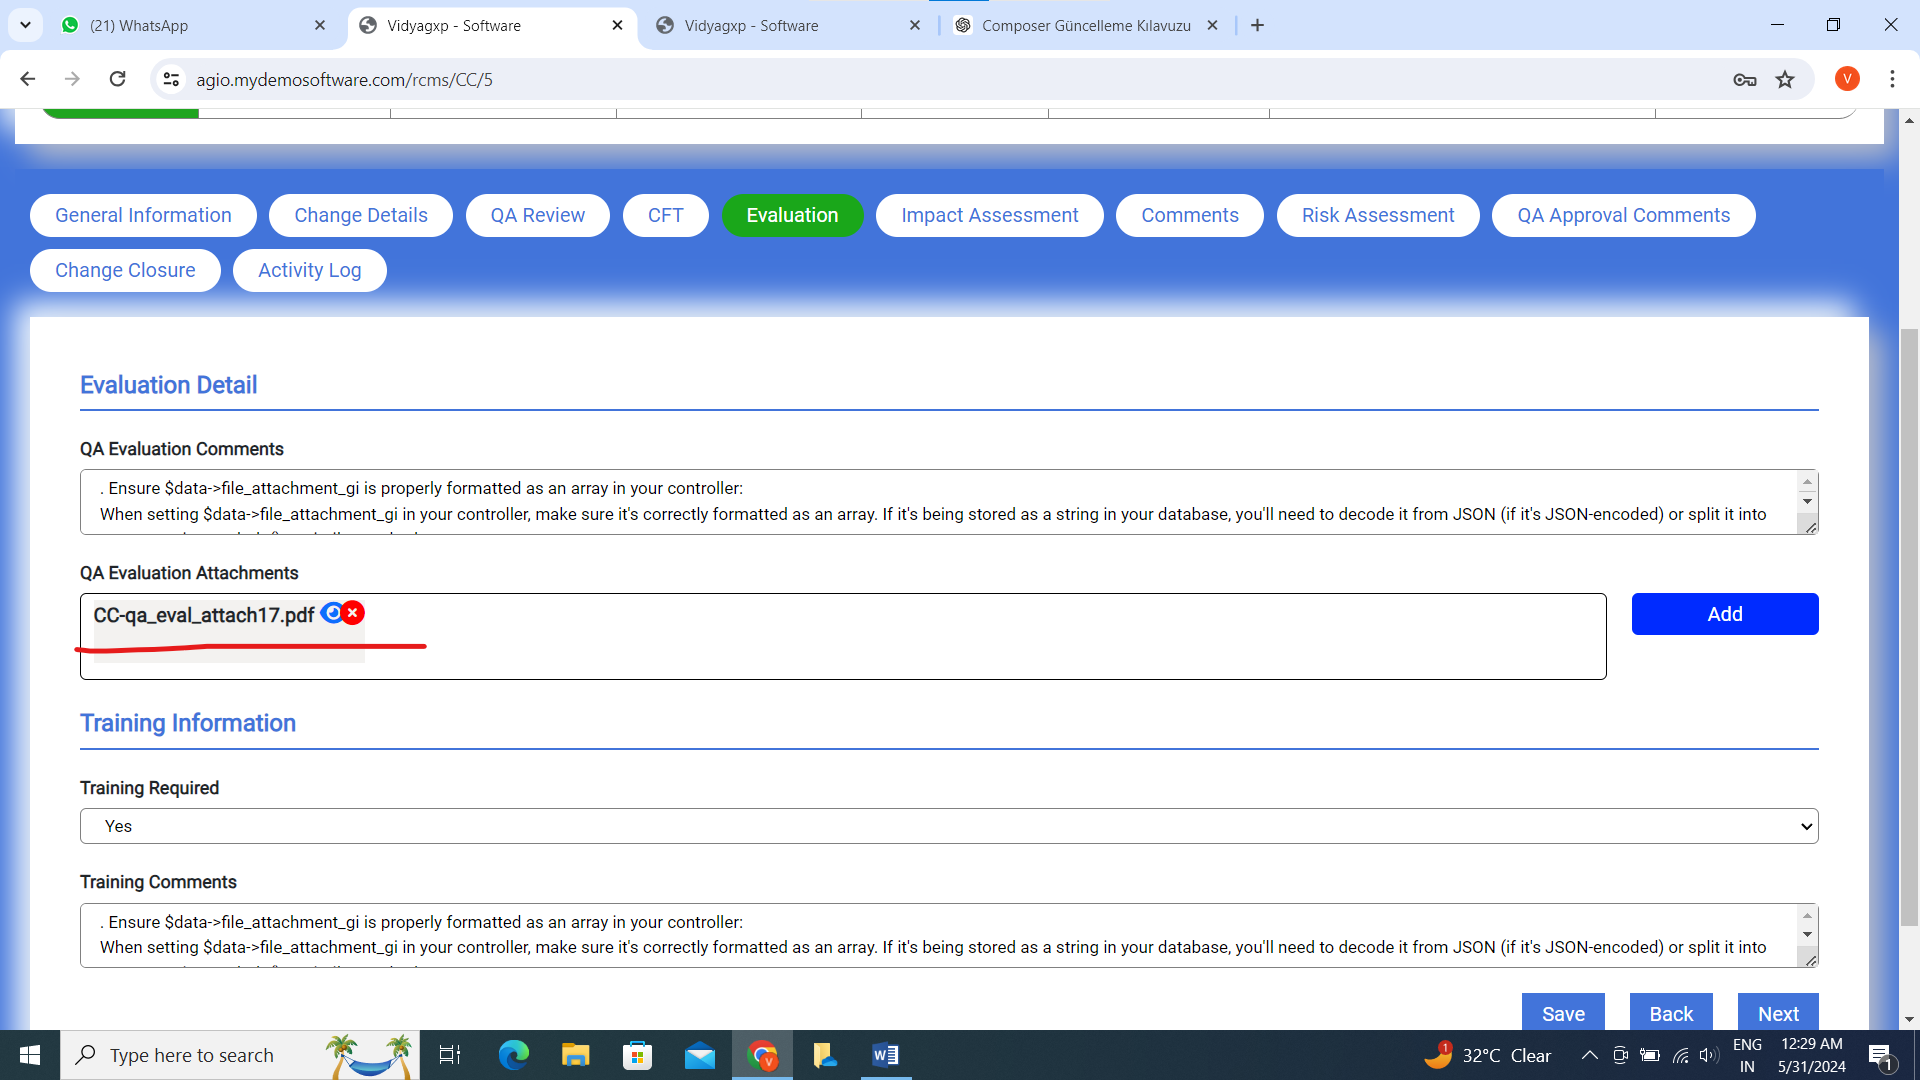 (21) WhatsApp
Vidyagxp - Software
Vidyagxp - Software
Composer Güncelleme Kılavuzu
agio.mydemosoftware.com/rcms/CC/5
V
General Information
Change Details
QA Review
CFT
Evaluation
Impact Assessment
Comments
Risk Assessment
QA Approval Comments
Change Closure
Activity Log
Evaluation Detail
QA Evaluation Comments
. Ensure $data->file_attachment_gi is properly formatted as an array in your controller:
When setting $data->file_attachment_gi in your controller, make sure it's correctly formatted as an array. If it's being stored as a string in your database, you'll need to decode it from JSON (if it's JSON-encoded) or split it into
QA Evaluation Attachments
CC-qa_eval_attach17.pdf
Add
Training Information
Training Required
Yes
Training Comments
. Ensure $data->file_attachment_gi is properly formatted as an array in your controller:
When setting $data->file_attachment_gi in your controller, make sure it's correctly formatted as an array. If it's being stored as a string in your database, you'll need to decode it from JSON (if it's JSON-encoded) or split it into
Save
Back
Next
Type here to search
V
1
32°C Clear
ENG
IN
12:29 AM
5/31/2024
1